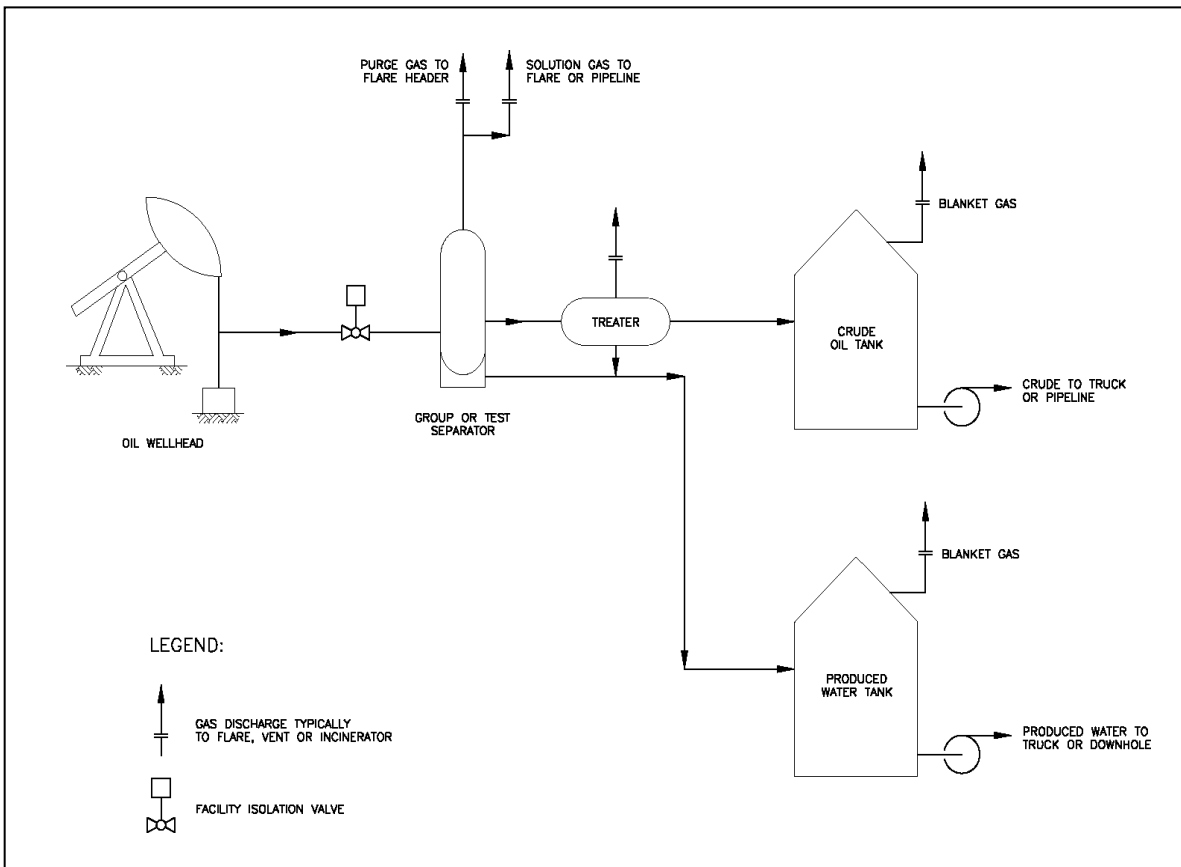 PURGE GAS TO
FLARE HEADER
SOLUTION GAS TO
FLARE OR PIPELINE
BLANKET GAS
TREATER
CRUDE
OIL TANK
CRUDE TO TRUCK
OR PIPELINE
GROUP OR TEST
SEPARATOR
OIL WELLHEAD
BLANKET GAS
PRODUCED
WATER TANK
PRODUCED WATER TO
TRUCK OR DOWNHOLE
LEGEND:
GAS DISCHARGE TYPICALLY
TO FLARE, VENT OR INCINERATOR
FACILITY ISOLATION VALVE